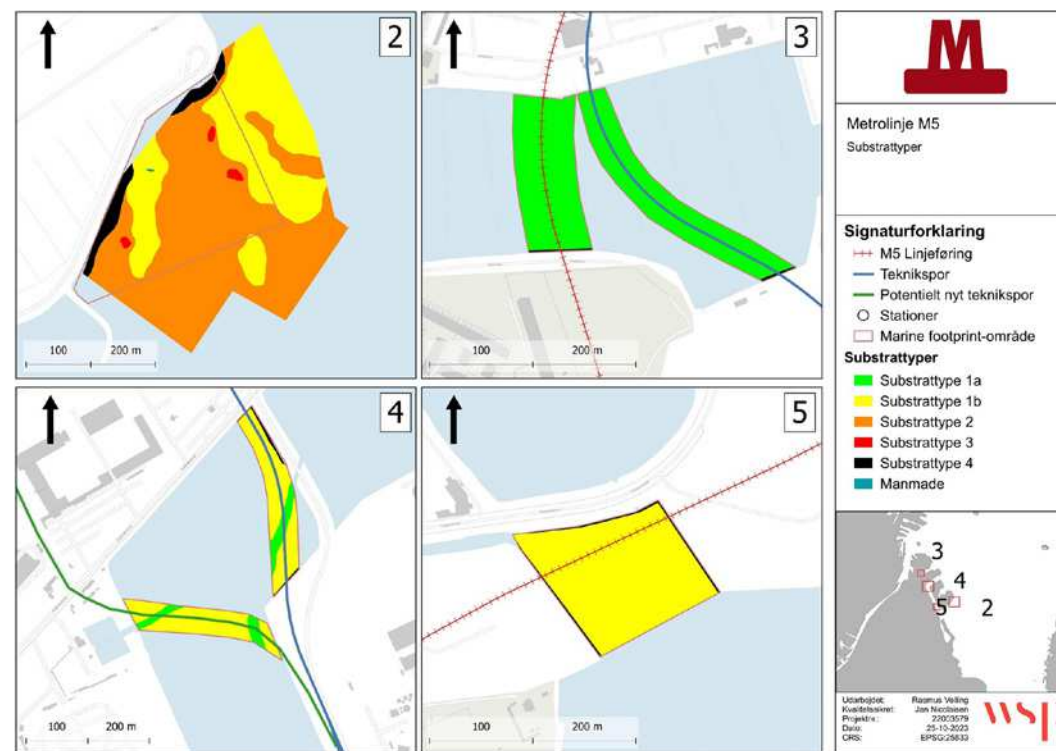 2
100
200 m
3
100
200 m
4
100
200 m
5
100
200 m
M
Metrolinje M5
Substrattyper
Signaturforklaring
M5 Linjeføring
Teknikspor
Potentielt nyt teknikspor
Stationer
Marine footprint-område
Substrattyper
Substrattype 1a
Substrattype 1b
Substrattype 2
Substrattype 3
Substrattype 4
Manmade
3
4
5
2
Udarbejdet: Rasmus Velling
Kvalitetssikret: Jan Nicolaisen
Projektnr.: 22003579
Dato: 25-10-2023
CRS: EPSG:25833
WSP